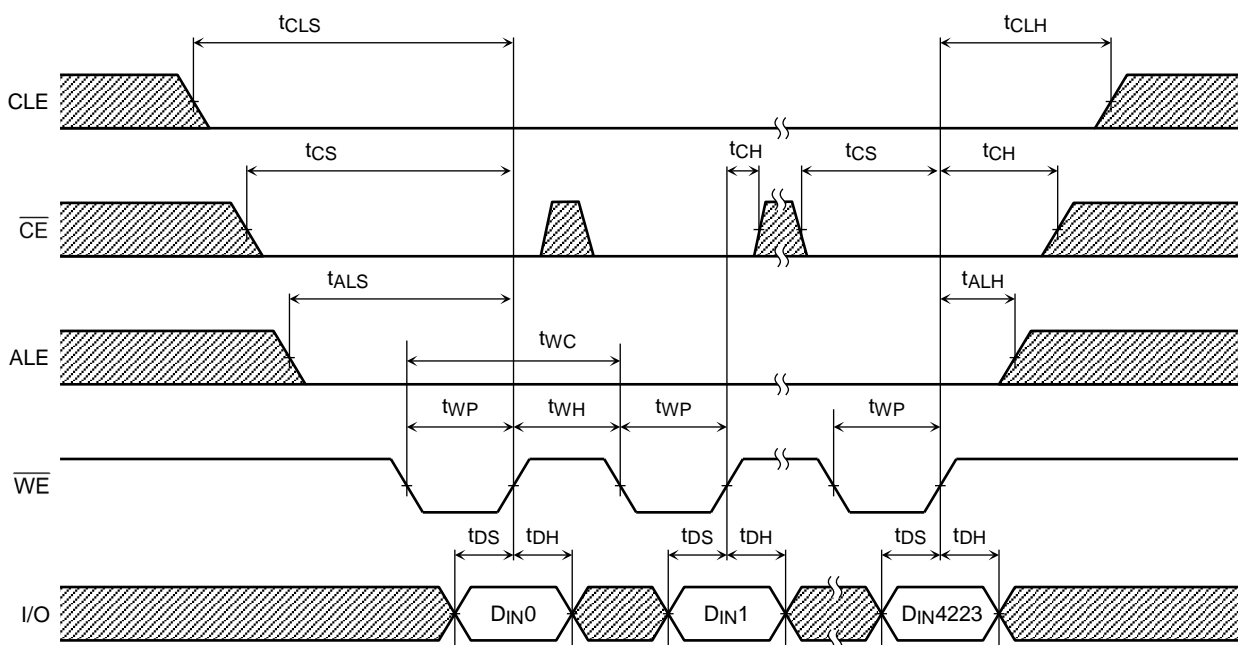 tCLS tCLH
CLE
tCS tCH tCS tCH
CE
tALS tALH
ALE
tWC
tWP tWH tWP tWP
WE
tDS tDH tDS tDH tDS tDH
I/O DIN0 DIN1 DIN4223